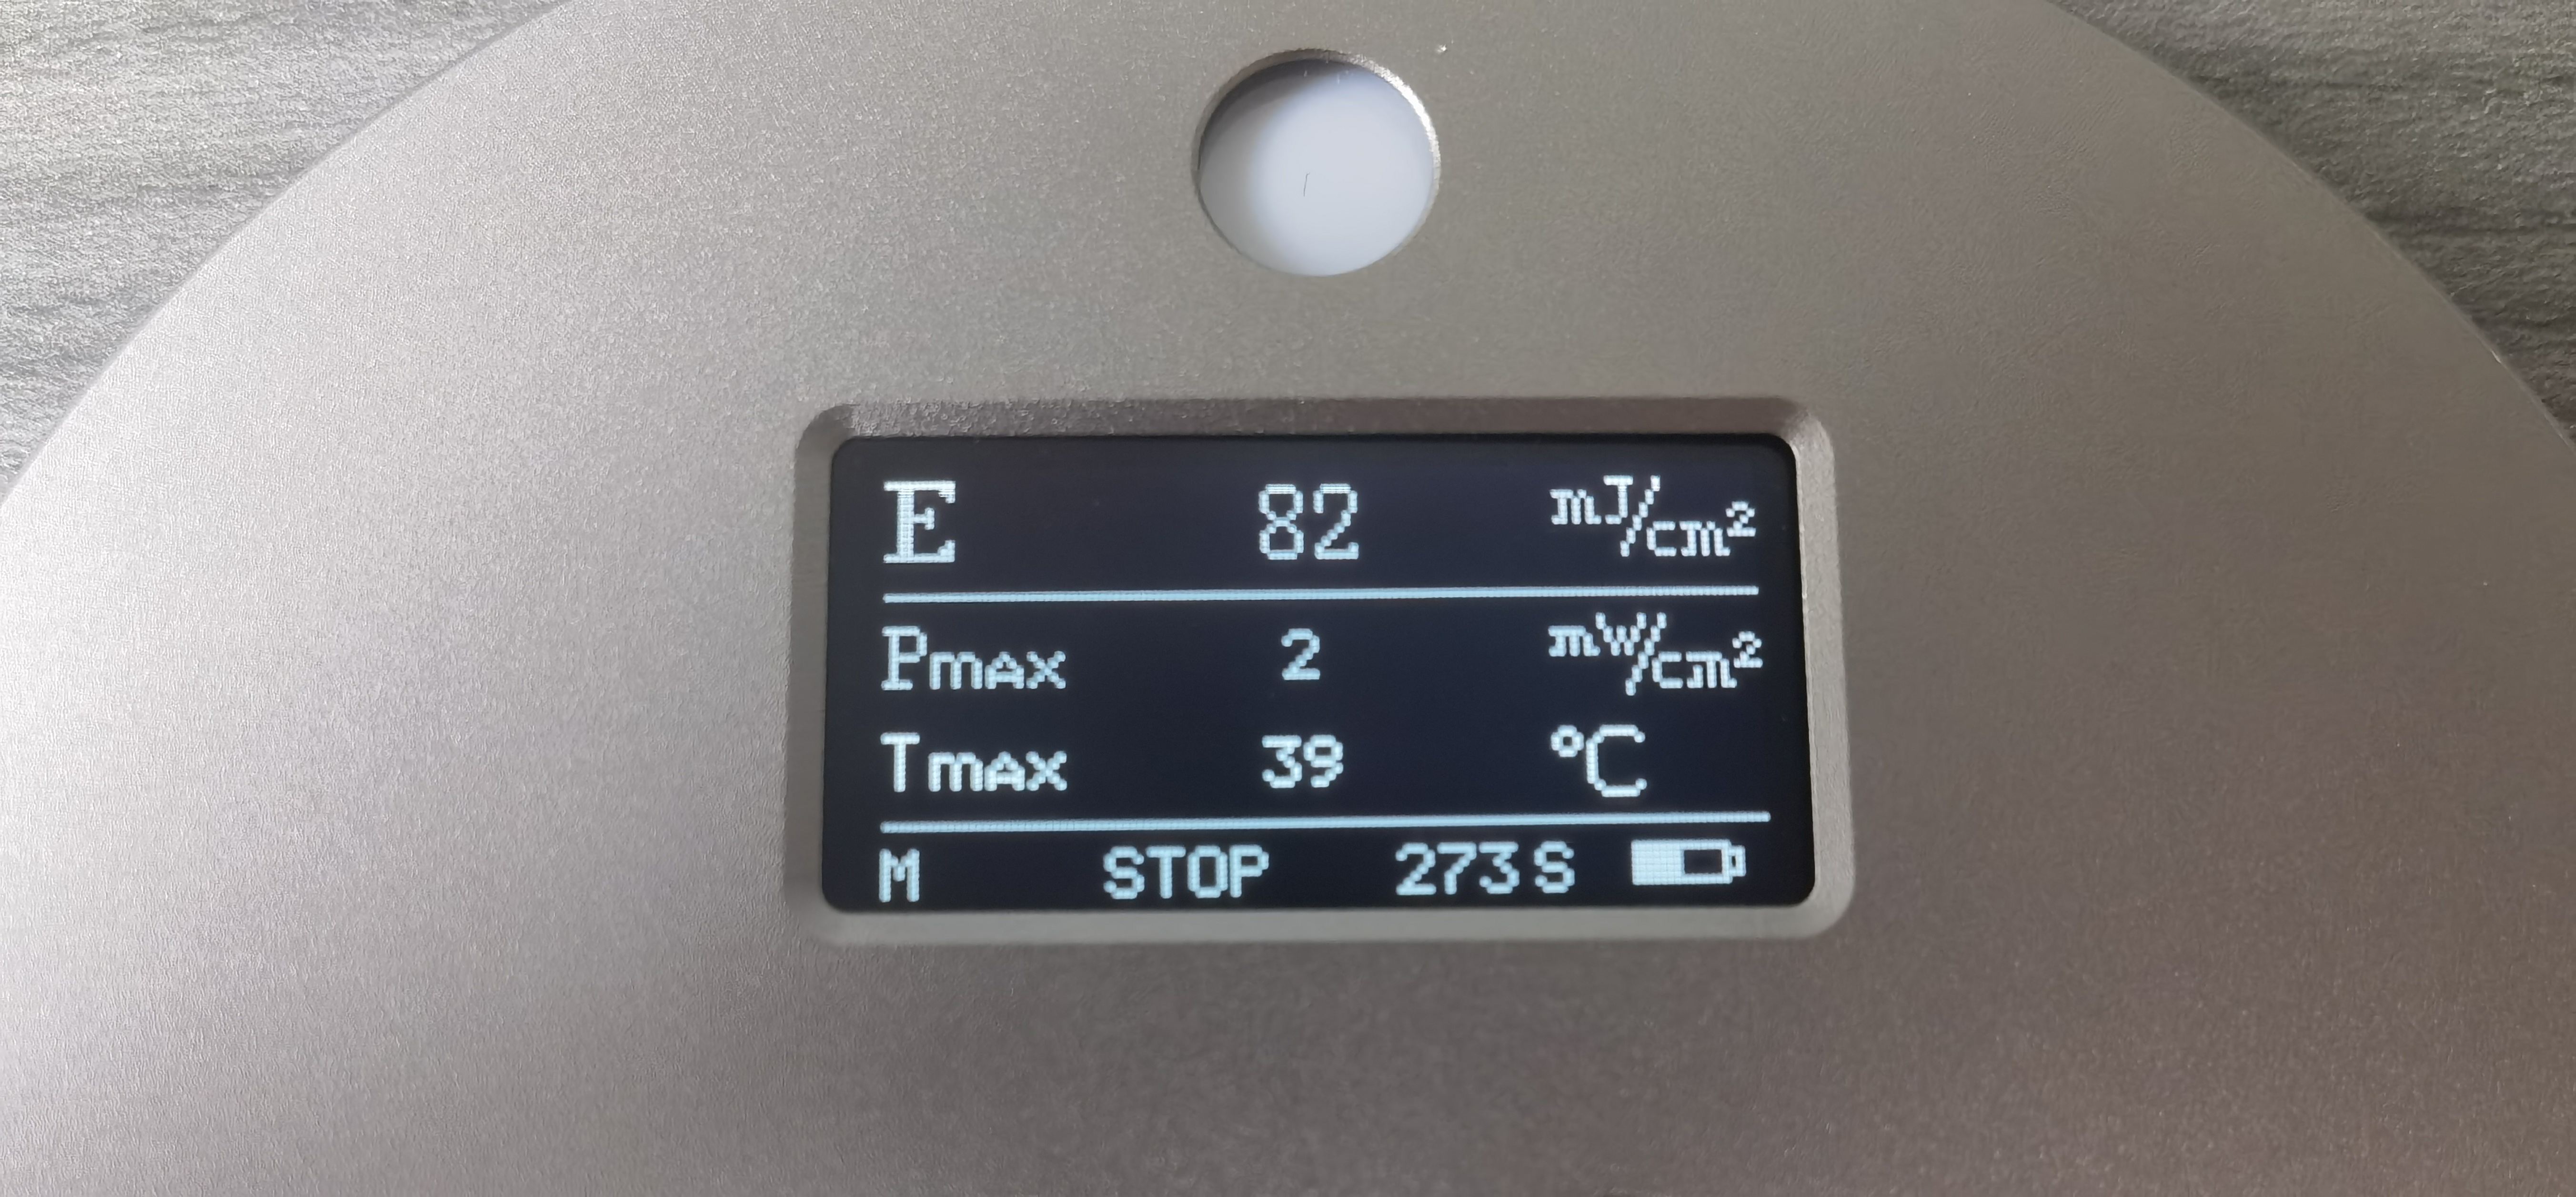 E 82 mJ/cm²
Pmax 2 mW/cm²
Tmax 39 °C
M STOP 273 S